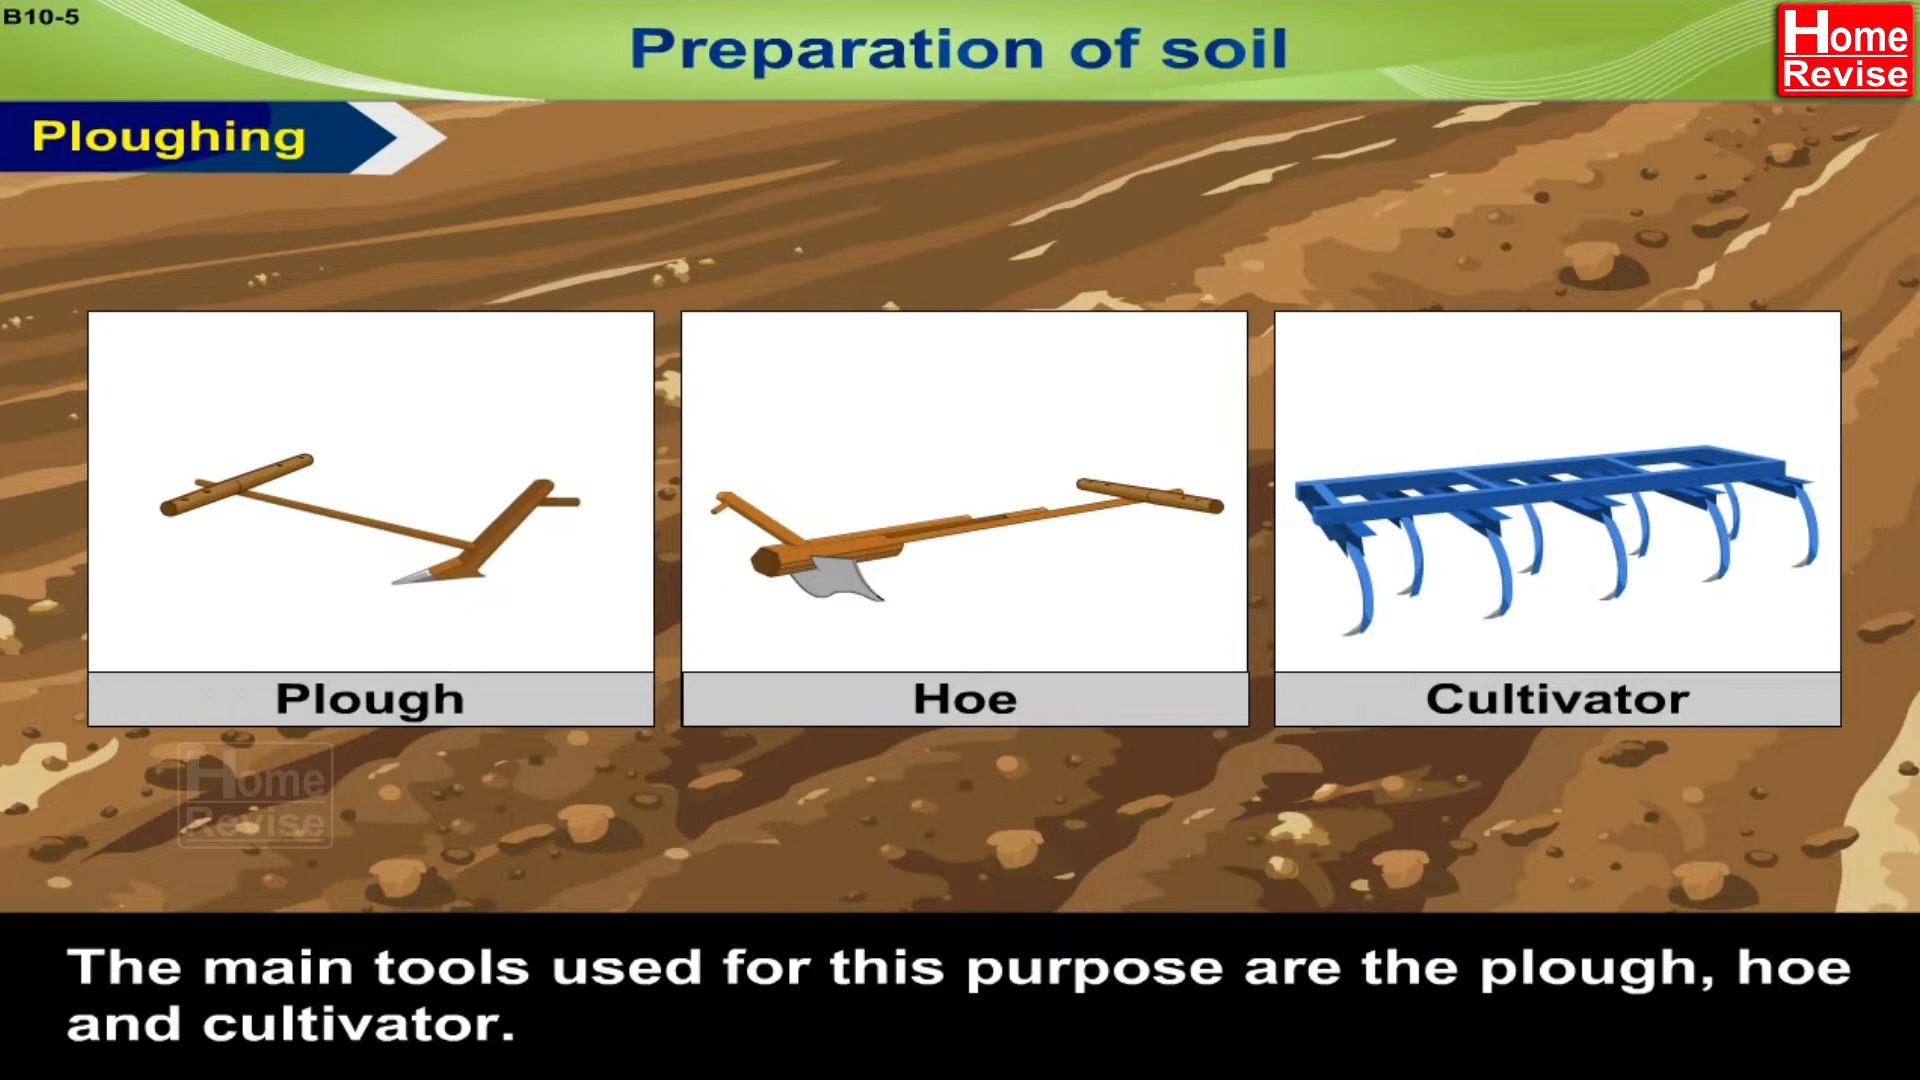 B10-5
Preparation of soil
Home
Revise
Ploughing
Plough
Hoe
Cultivator
Home
Revise
The main tools used for this purpose are the plough, hoe
and cultivator.